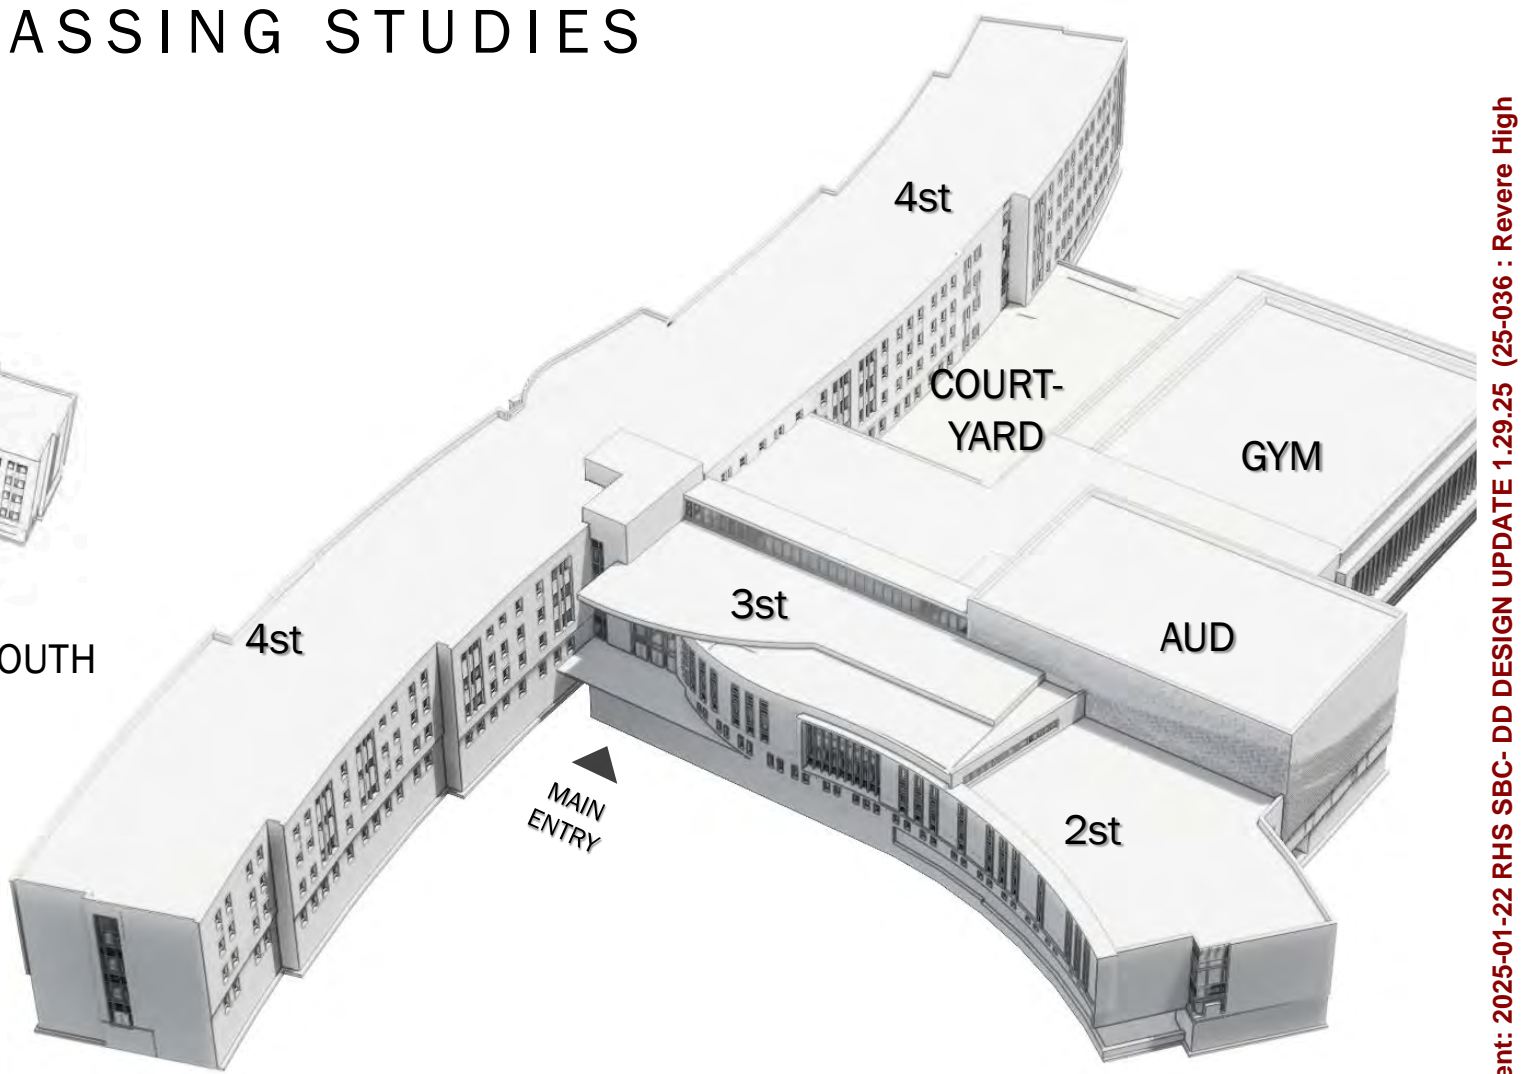 ASSING STUDIES
4st
COURT-
YARD
GYM
3st
4st
AUD
OUTH
MAIN
ENTRY
2st
ent: 2025-01-22 RHS SBC- DD DESIGN UPDATE 1.29.25 (25-036 : Revere High